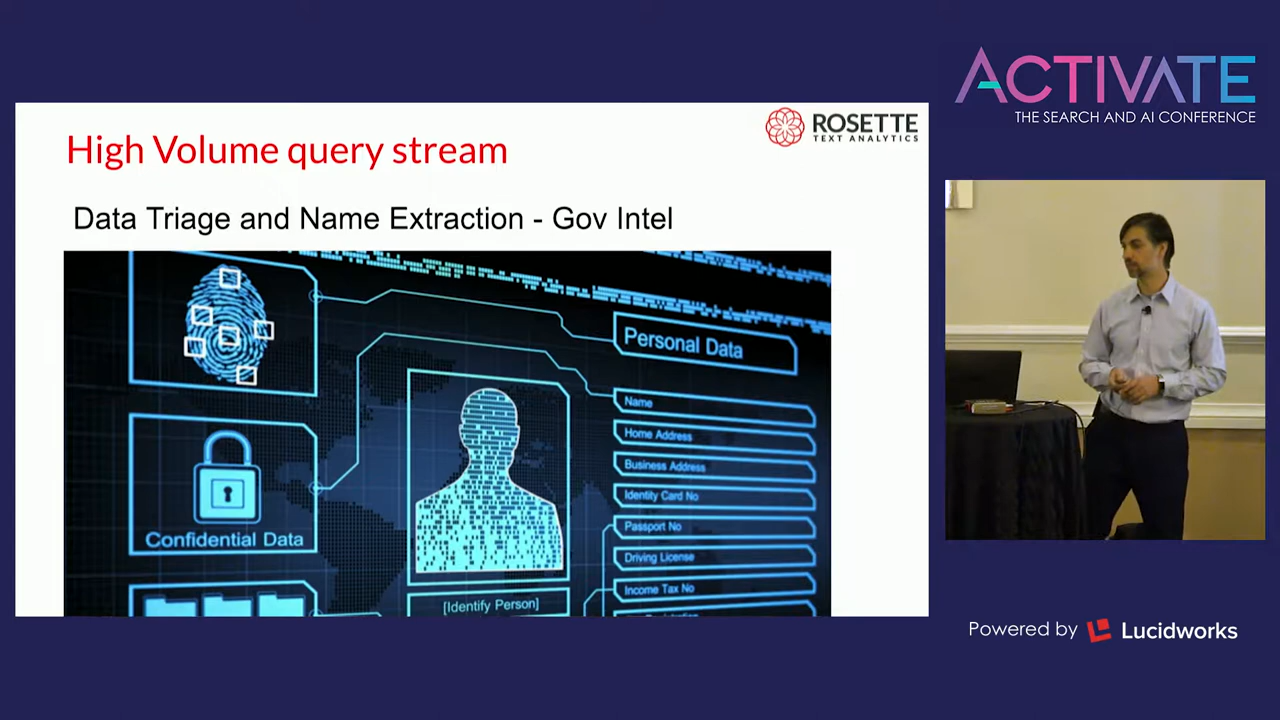 High Volume query stream
ROSETTE
TEXT ANALYTICS
Data Triage and Name Extraction - Gov Intel
Personal Data
Name
Home Address
Business Address
Identity Card No
Passport No
Driving License
Income Tax No
Confidential Data
[Identify Person]
ACTIVATE
THE SEARCH AND AI CONFERENCE
Powered by Lucidworks